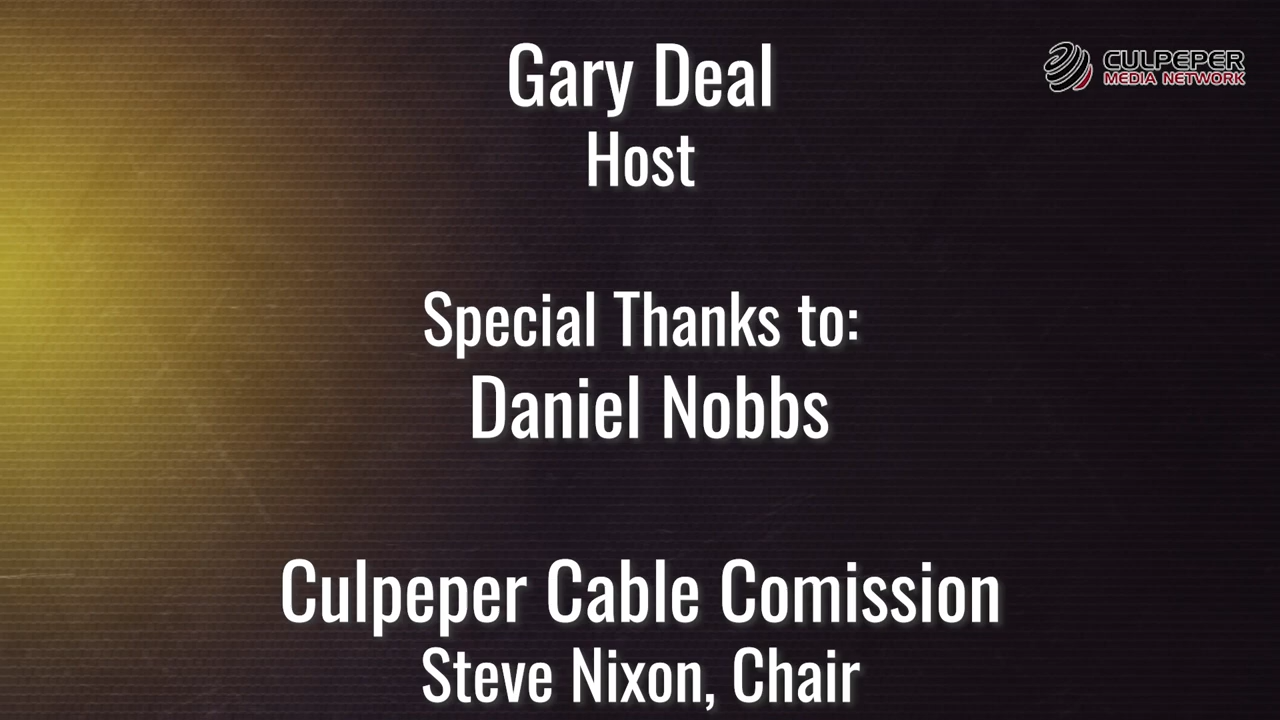 Gary Deal
Host
CULPEPER
MEDIA NETWORK
Special Thanks to:
Daniel Nobbs
Culpeper Cable Comission
Steve Nixon, Chair